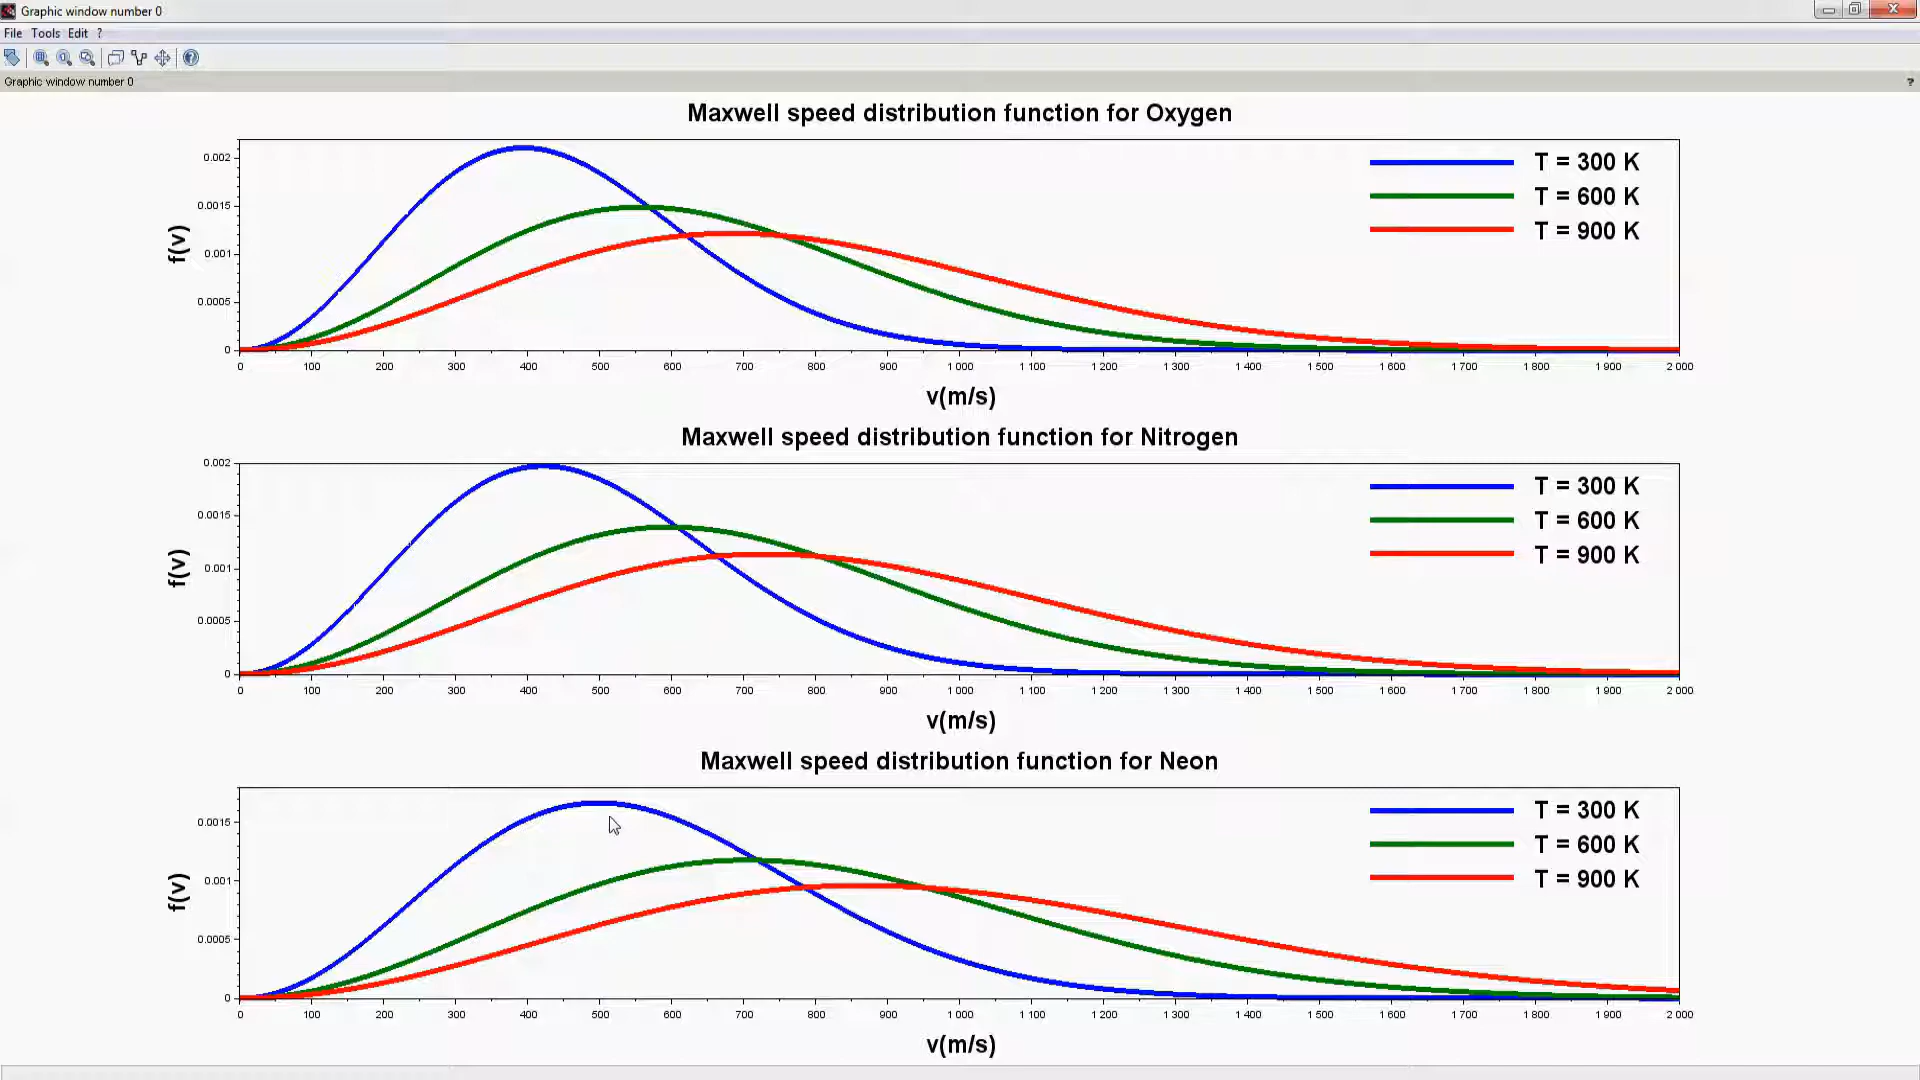 Graphic window number 0
File Tools Edit ?
Graphic window number 0 ?
Maxwell speed distribution function for Oxygen
T = 300 K
T = 600 K
T = 900 K
f(v)
0.002
0.0015
0.001
0.0005
0
0 100 200 300 400 500 600 700 800 900 1 000 1 100 1 200 1 300 1 400 1 500 1 600 1 700 1 800 1 900 2 000
v(m/s)
Maxwell speed distribution function for Nitrogen
T = 300 K
T = 600 K
T = 900 K
f(v)
0.002
0.0015
0.001
0.0005
0
0 100 200 300 400 500 600 700 800 900 1 000 1 100 1 200 1 300 1 400 1 500 1 600 1 700 1 800 1 900 2 000
v(m/s)
Maxwell speed distribution function for Neon
T = 300 K
T = 600 K
T = 900 K
f(v)
0.0015
0.001
0.0005
0
0 100 200 300 400 500 600 700 800 900 1 000 1 100 1 200 1 300 1 400 1 500 1 600 1 700 1 800 1 900 2 000
v(m/s)